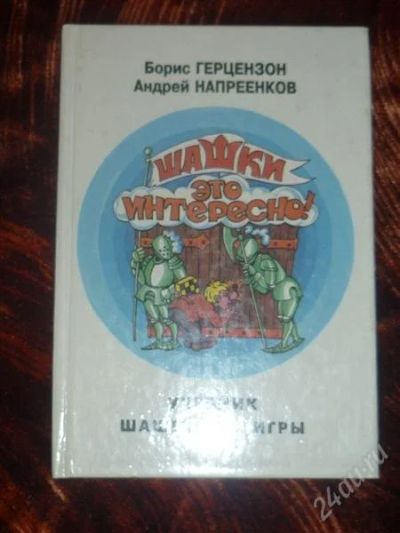 Борис ГЕРЦЕНЗОН
Андрей НАПРЕЕНКОВ
ШАШКИ
ЭТО
ИНТЕРЕСНО!
ИГРЫ
24au.ru